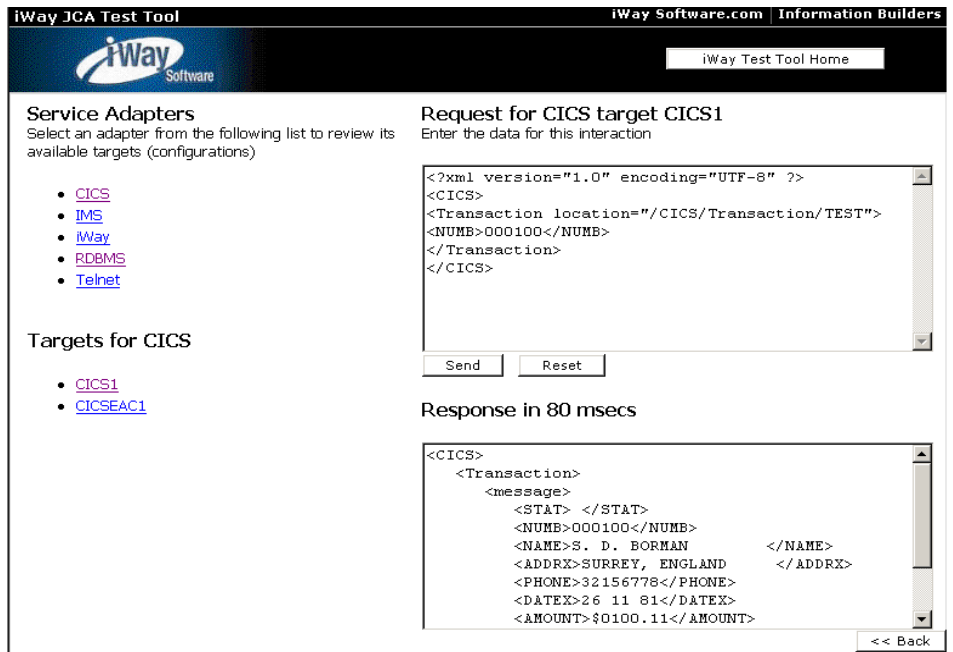 iWay JCA Test Tool
iWay Software.com | Information Builders
iWay
Software
iWay Test Tool Home
Service Adapters
Select an adapter from the following list to review its
available targets (configurations)
CICS
IMS
iWay
RDBMS
Telnet
Targets for CICS
CICS1
CICSEAC1
Request for CICS target CICS1
Enter the data for this interaction
<?xml version="1.0" encoding="UTF-8" ?>
<CICS>
<Transaction location="/CICS/Transaction/TEST">
<NUMB>000100</NUMB>
</Transaction>
</CICS>
Send Reset
Response in 80 msecs
<CICS>
   <Transaction>
      <message>
         <STAT> </STAT>
         <NUMB>000100</NUMB>
         <NAME>S. D. BORMAN          </NAME>
         <ADDRX>SURREY, ENGLAND      </ADDRX>
         <PHONE>32156778</PHONE>
         <DATEX>26 11 81</DATEX>
         <AMOUNT>$0100.11</AMOUNT>
<< Back